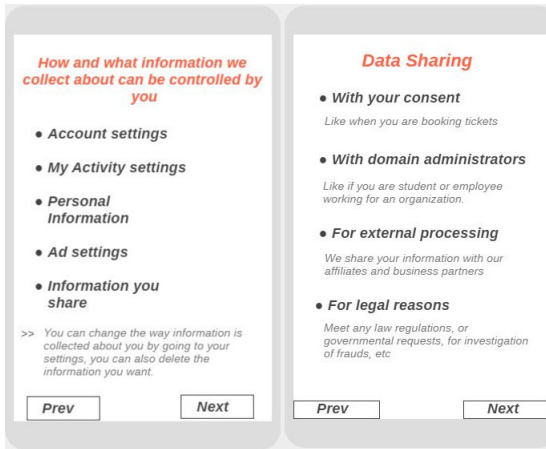 How and what information we
collect about can be controlled by
you
● Account settings
● My Activity settings
● Personal
Information
● Ad settings
● Information you
share
>> You can change the way information is
collected about you by going to your
settings, you can also delete the
information you want.
Prev
Next
Data Sharing
● With your consent
Like when you are booking tickets
● With domain administrators
Like if you are student or employee
working for an organization.
● For external processing
We share your information with our
affiliates and business partners
● For legal reasons
Meet any law regulations, or
governmental requests, for investigation
of frauds, etc
Prev
Next